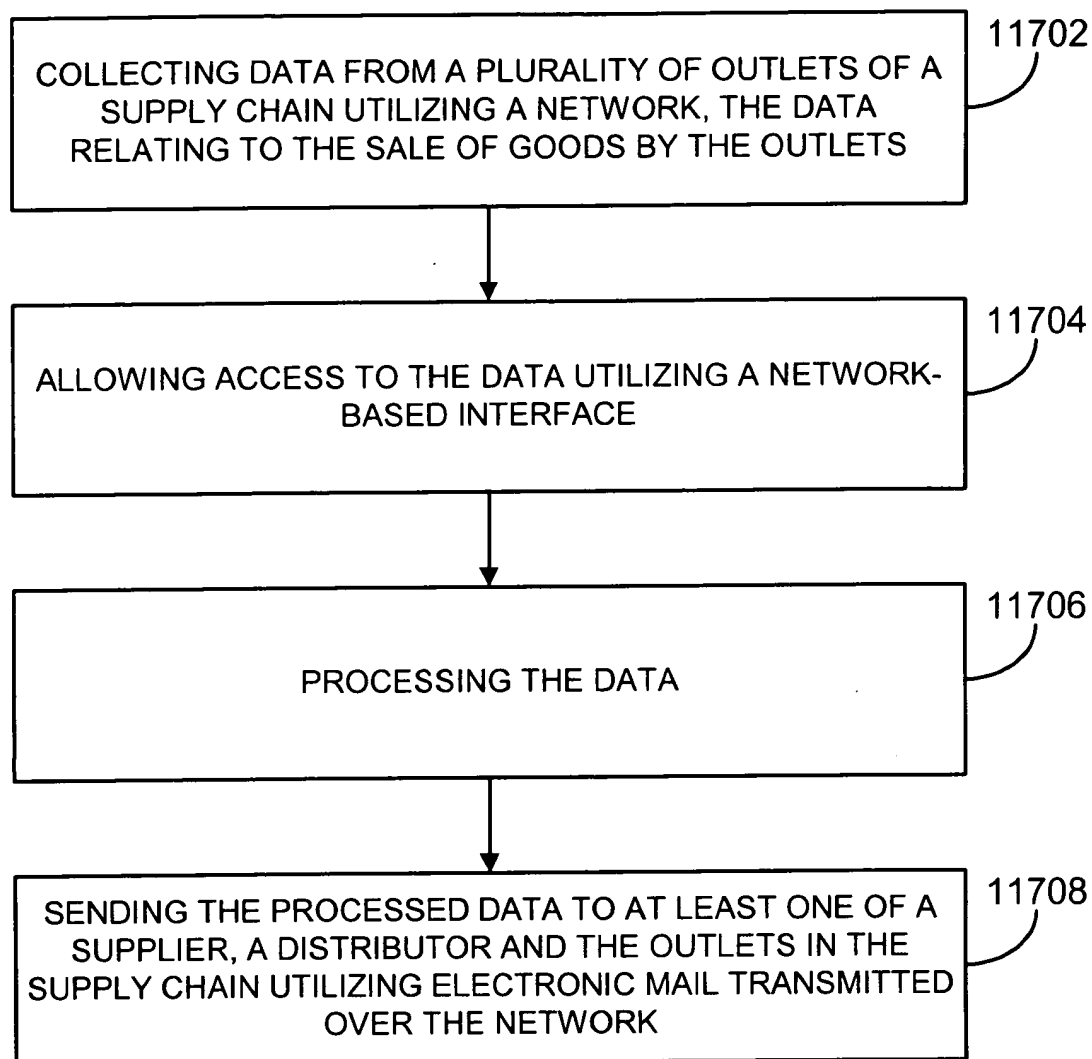 11702
COLLECTING DATA FROM A PLURALITY OF OUTLETS OF A
SUPPLY CHAIN UTILIZING A NETWORK, THE DATA
RELATING TO THE SALE OF GOODS BY THE OUTLETS
11704
ALLOWING ACCESS TO THE DATA UTILIZING A NETWORK-
BASED INTERFACE
11706
PROCESSING THE DATA
11708
SENDING THE PROCESSED DATA TO AT LEAST ONE OF A
SUPPLIER, A DISTRIBUTOR AND THE OUTLETS IN THE
SUPPLY CHAIN UTILIZING ELECTRONIC MAIL TRANSMITTED
OVER THE NETWORK